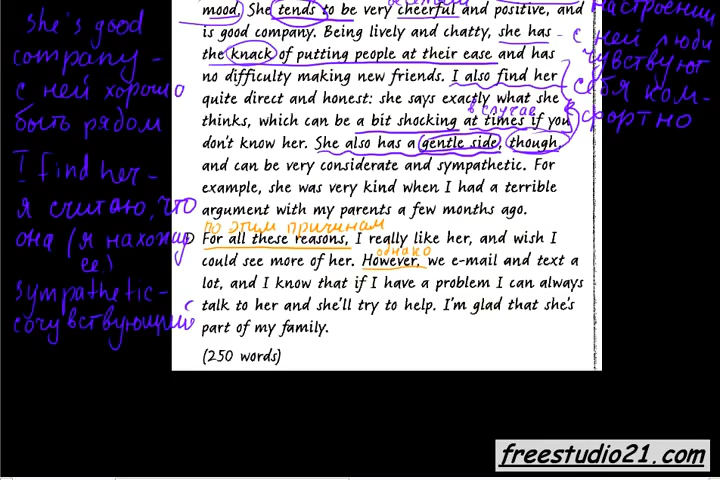 she's good
company -
с ней хорошо
быть рядом
I find her -
я считаю, что
она (я нахожу
её)
sympathetic -
сочувствующий
mood. She tends to be very cheerful and positive, and
is good company. Being lively and chatty, she has
the knack of putting people at their ease and has
no difficulty making new friends. I also find her
quite direct and honest: she says exactly what she
в случае
thinks, which can be a bit shocking at times if you
don't know her. She also has a gentle side, though,
and can be very considerate and sympathetic. For
example, she was very kind when I had a terrible
argument with my parents a few months ago.
по этим причинам
For all these reasons, I really like her, and wish I
однако
could see more of her. However, we e-mail and text a
lot, and I know that if I have a problem I can always
talk to her and she'll try to help. I'm glad that she's
part of my family.
(250 words)
настроении
с ней люди
чувствуют
себя ком-
фортно
freestudio21.com